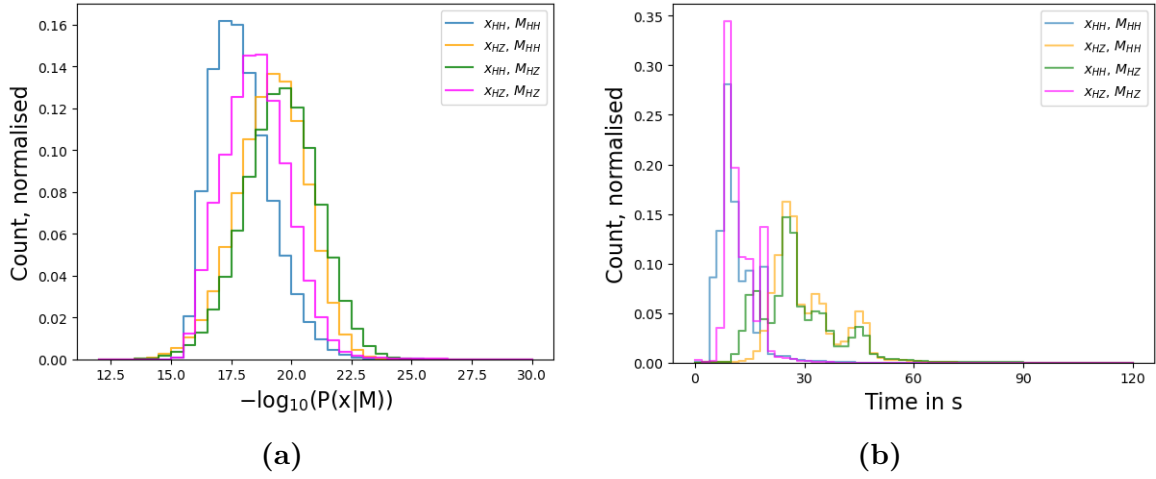 0.16
0.14
0.12
0.10
0.08
0.06
0.04
0.02
0.00
Count, normalised
12.5 15.0 17.5 20.0 22.5 25.0 27.5 30.0
−log₁₀(P(x|M))
x_HH, M_HH
x_HZ, M_HH
x_HH, M_HZ
x_HZ, M_HZ
(a)
0.35
0.30
0.25
0.20
0.15
0.10
0.05
0.00
Count, normalised
0 30 60 90 120
Time in s
x_HH, M_HH
x_HZ, M_HH
x_HH, M_HZ
x_HZ, M_HZ
(b)